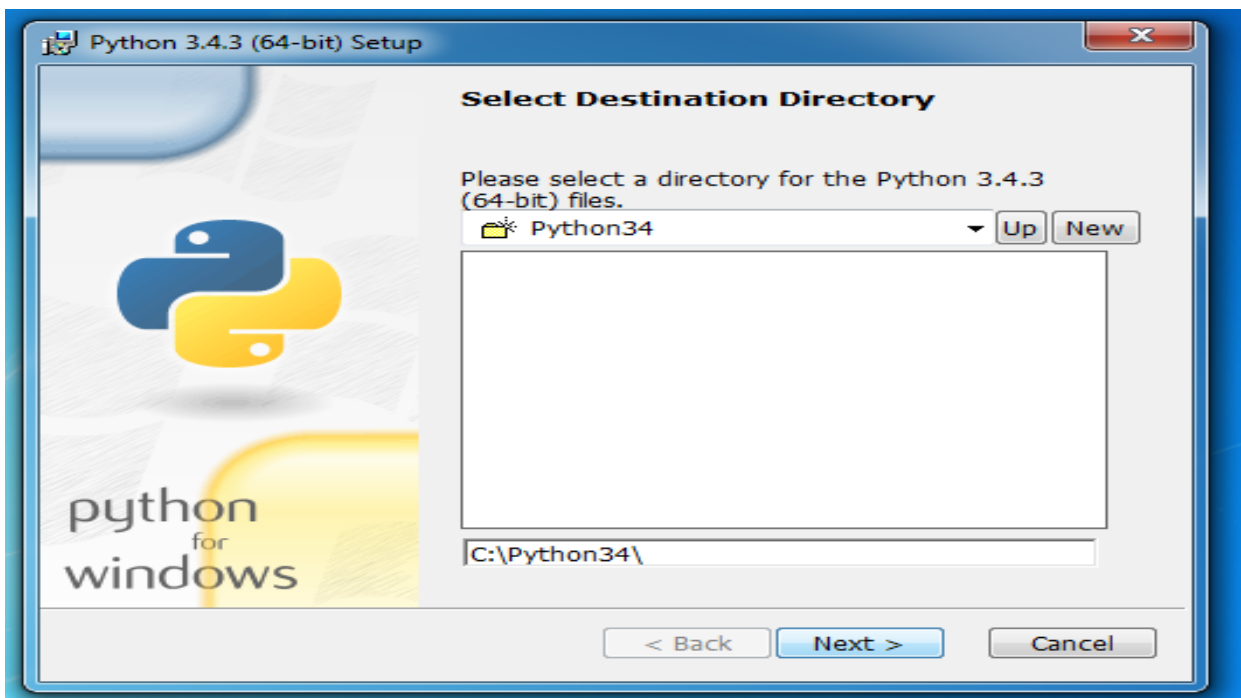 Python 3.4.3 (64-bit) Setup
Select Destination Directory
Please select a directory for the Python 3.4.3
(64-bit) files.
Python34
Up
New
C:\Python34\
python
for
windows
< Back
Next >
Cancel